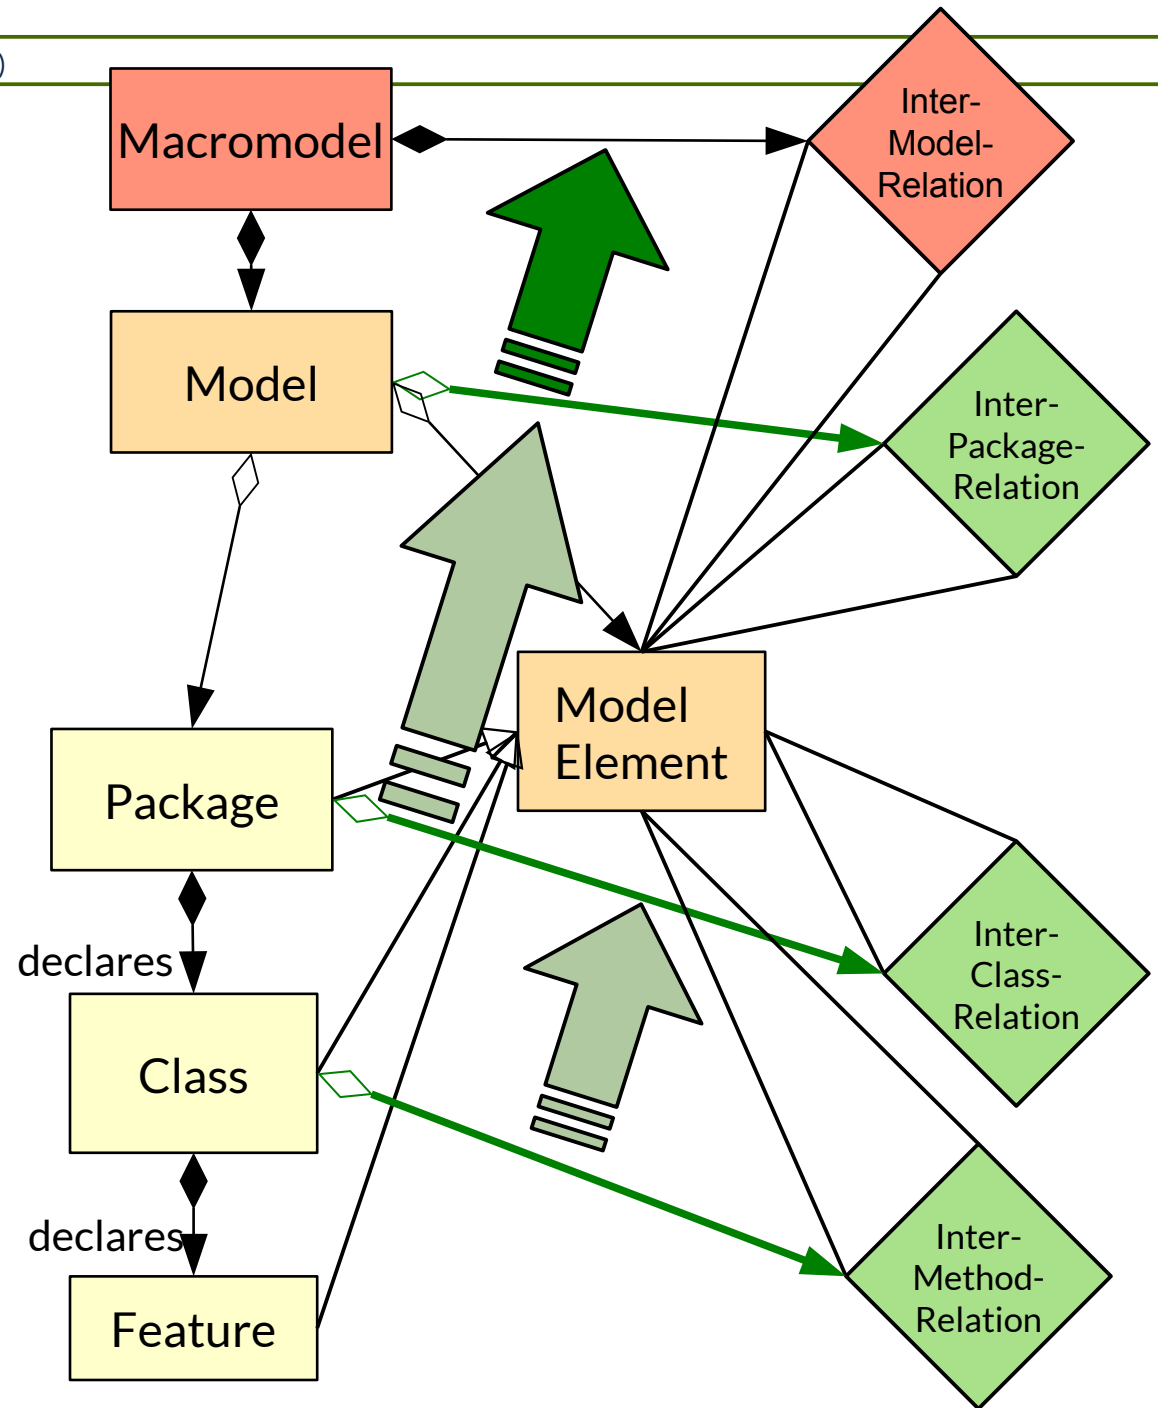 )
Macromodel
Inter-
Model-
Relation
Model
Inter-
Package-
Relation
Model
Element
Package
declares
Inter-
Class-
Relation
Class
declares
Inter-
Method-
Relation
Feature